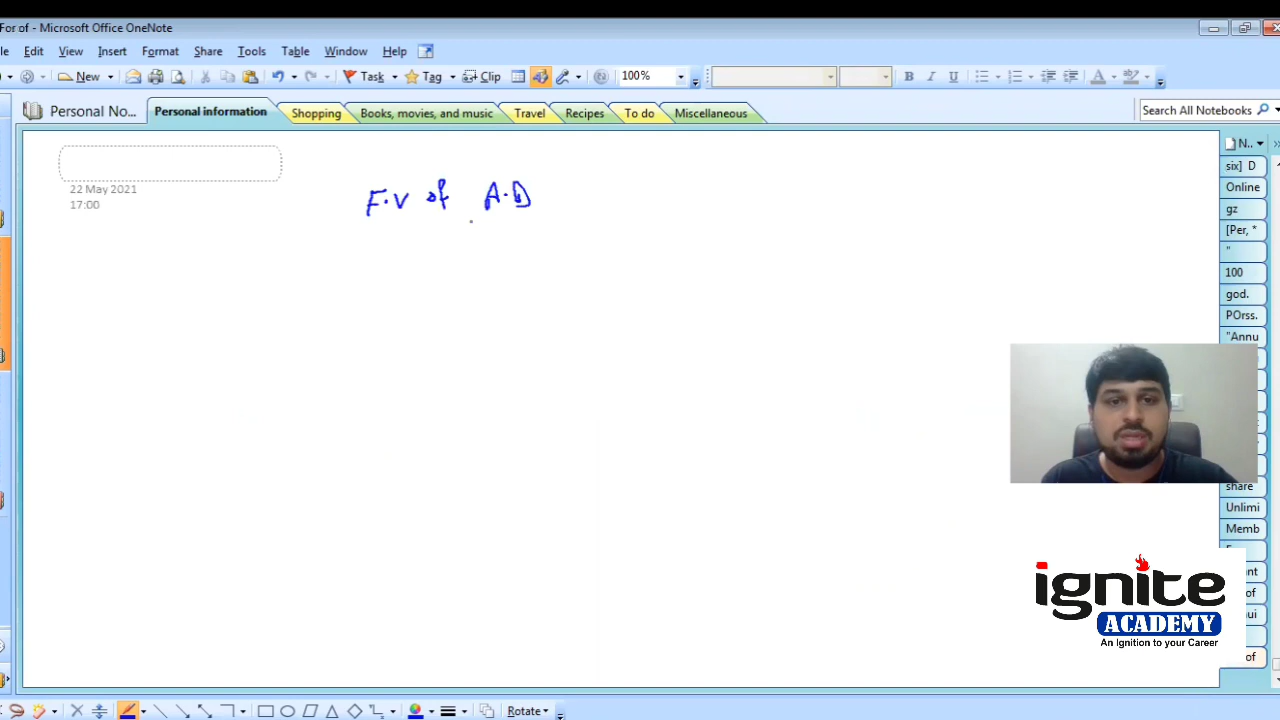 For of - Microsoft Office OneNote
le Edit View Insert Format Share Tools Table Window Help
New Task Tag Clip 100% B I U A ab
Personal No... Personal information Shopping Books, movies, and music Travel Recipes To do Miscellaneous Search All Notebooks
N..
22 May 2021
17:00
F.V of A.D
six] D
Online
gz
[Per, *
"
100
god.
POrss.
"Annu
share
Unlimi
Memb
nt
of
ui
of
ignite
ACADEMY
An Ignition to your Career
Rotate